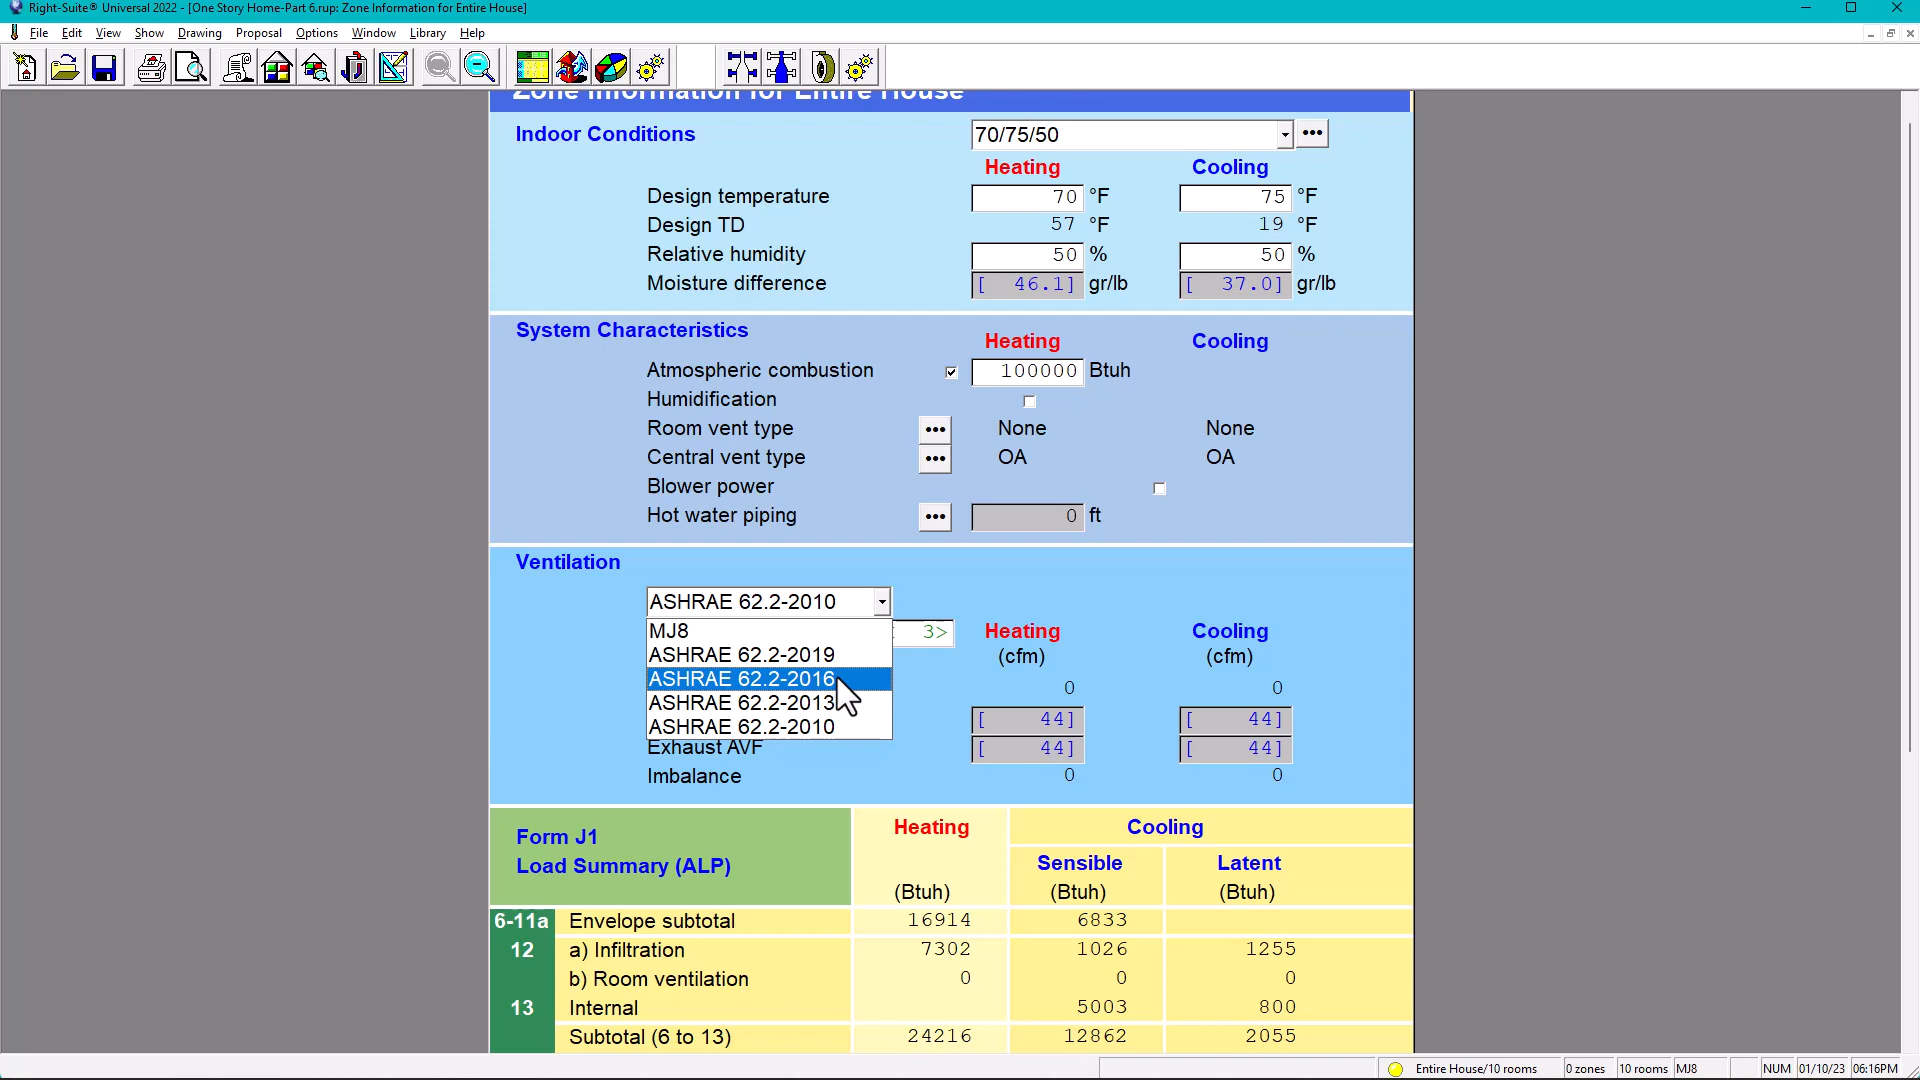 Right-Suite® Universal 2022 - [One Story Home-Part 6.rup: Zone Information for Entire House]
File Edit View Show Drawing Proposal Options Window Library Help
Zone Information for Entire House
Indoor Conditions 70/75/50
Heating Cooling
Design temperature 70 °F 75 °F
Design TD 57 °F 19 °F
Relative humidity 50 % 50 %
Moisture difference [ 46.1] gr/lb [ 37.0] gr/lb
System Characteristics
Heating Cooling
Atmospheric combustion 100000 Btuh
Humidification
Room vent type None None
Central vent type OA OA
Blower power
Hot water piping 0 ft
Ventilation
ASHRAE 62.2-2010
MJ8 3> Heating Cooling
ASHRAE 62.2-2019 (cfm) (cfm)
ASHRAE 62.2-2016 0 0
ASHRAE 62.2-2013 [ 44] [ 44]
ASHRAE 62.2-2010
Exhaust AVF [ 44] [ 44]
Imbalance 0 0
Form J1 Heating Cooling
Load Summary (ALP) Sensible Latent
(Btuh) (Btuh) (Btuh)
6-11a Envelope subtotal 16914 6833
12 a) Infiltration 7302 1026 1255
b) Room ventilation 0 0 0
13 Internal 5003 800
Subtotal (6 to 13) 24216 12862 2055
Entire House/10 rooms 0 zones 10 rooms MJ8 NUM 01/10/23 06:16PM